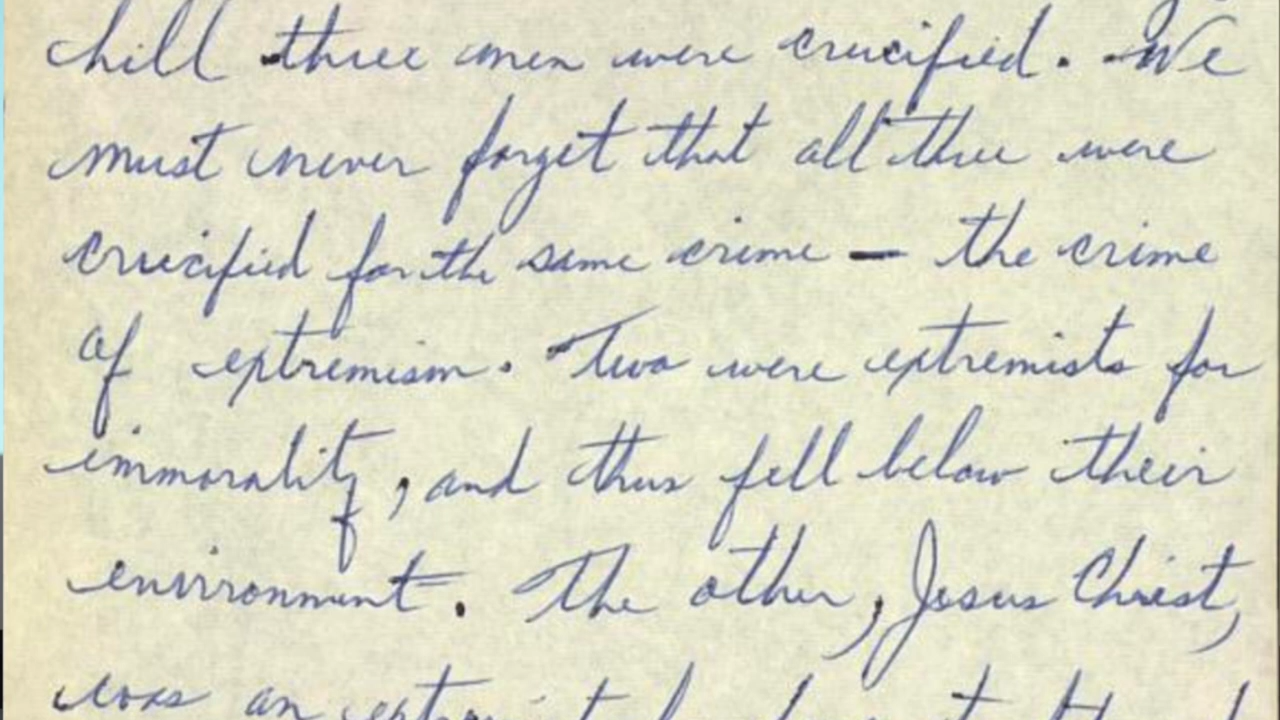 hill three men were crucified. We
must never forget that all three were
crucified for the same crime — the crime
of extremism. Two were extremists for
immorality, and thus fell below their
environment. The other, Jesus Christ,
was an extremist